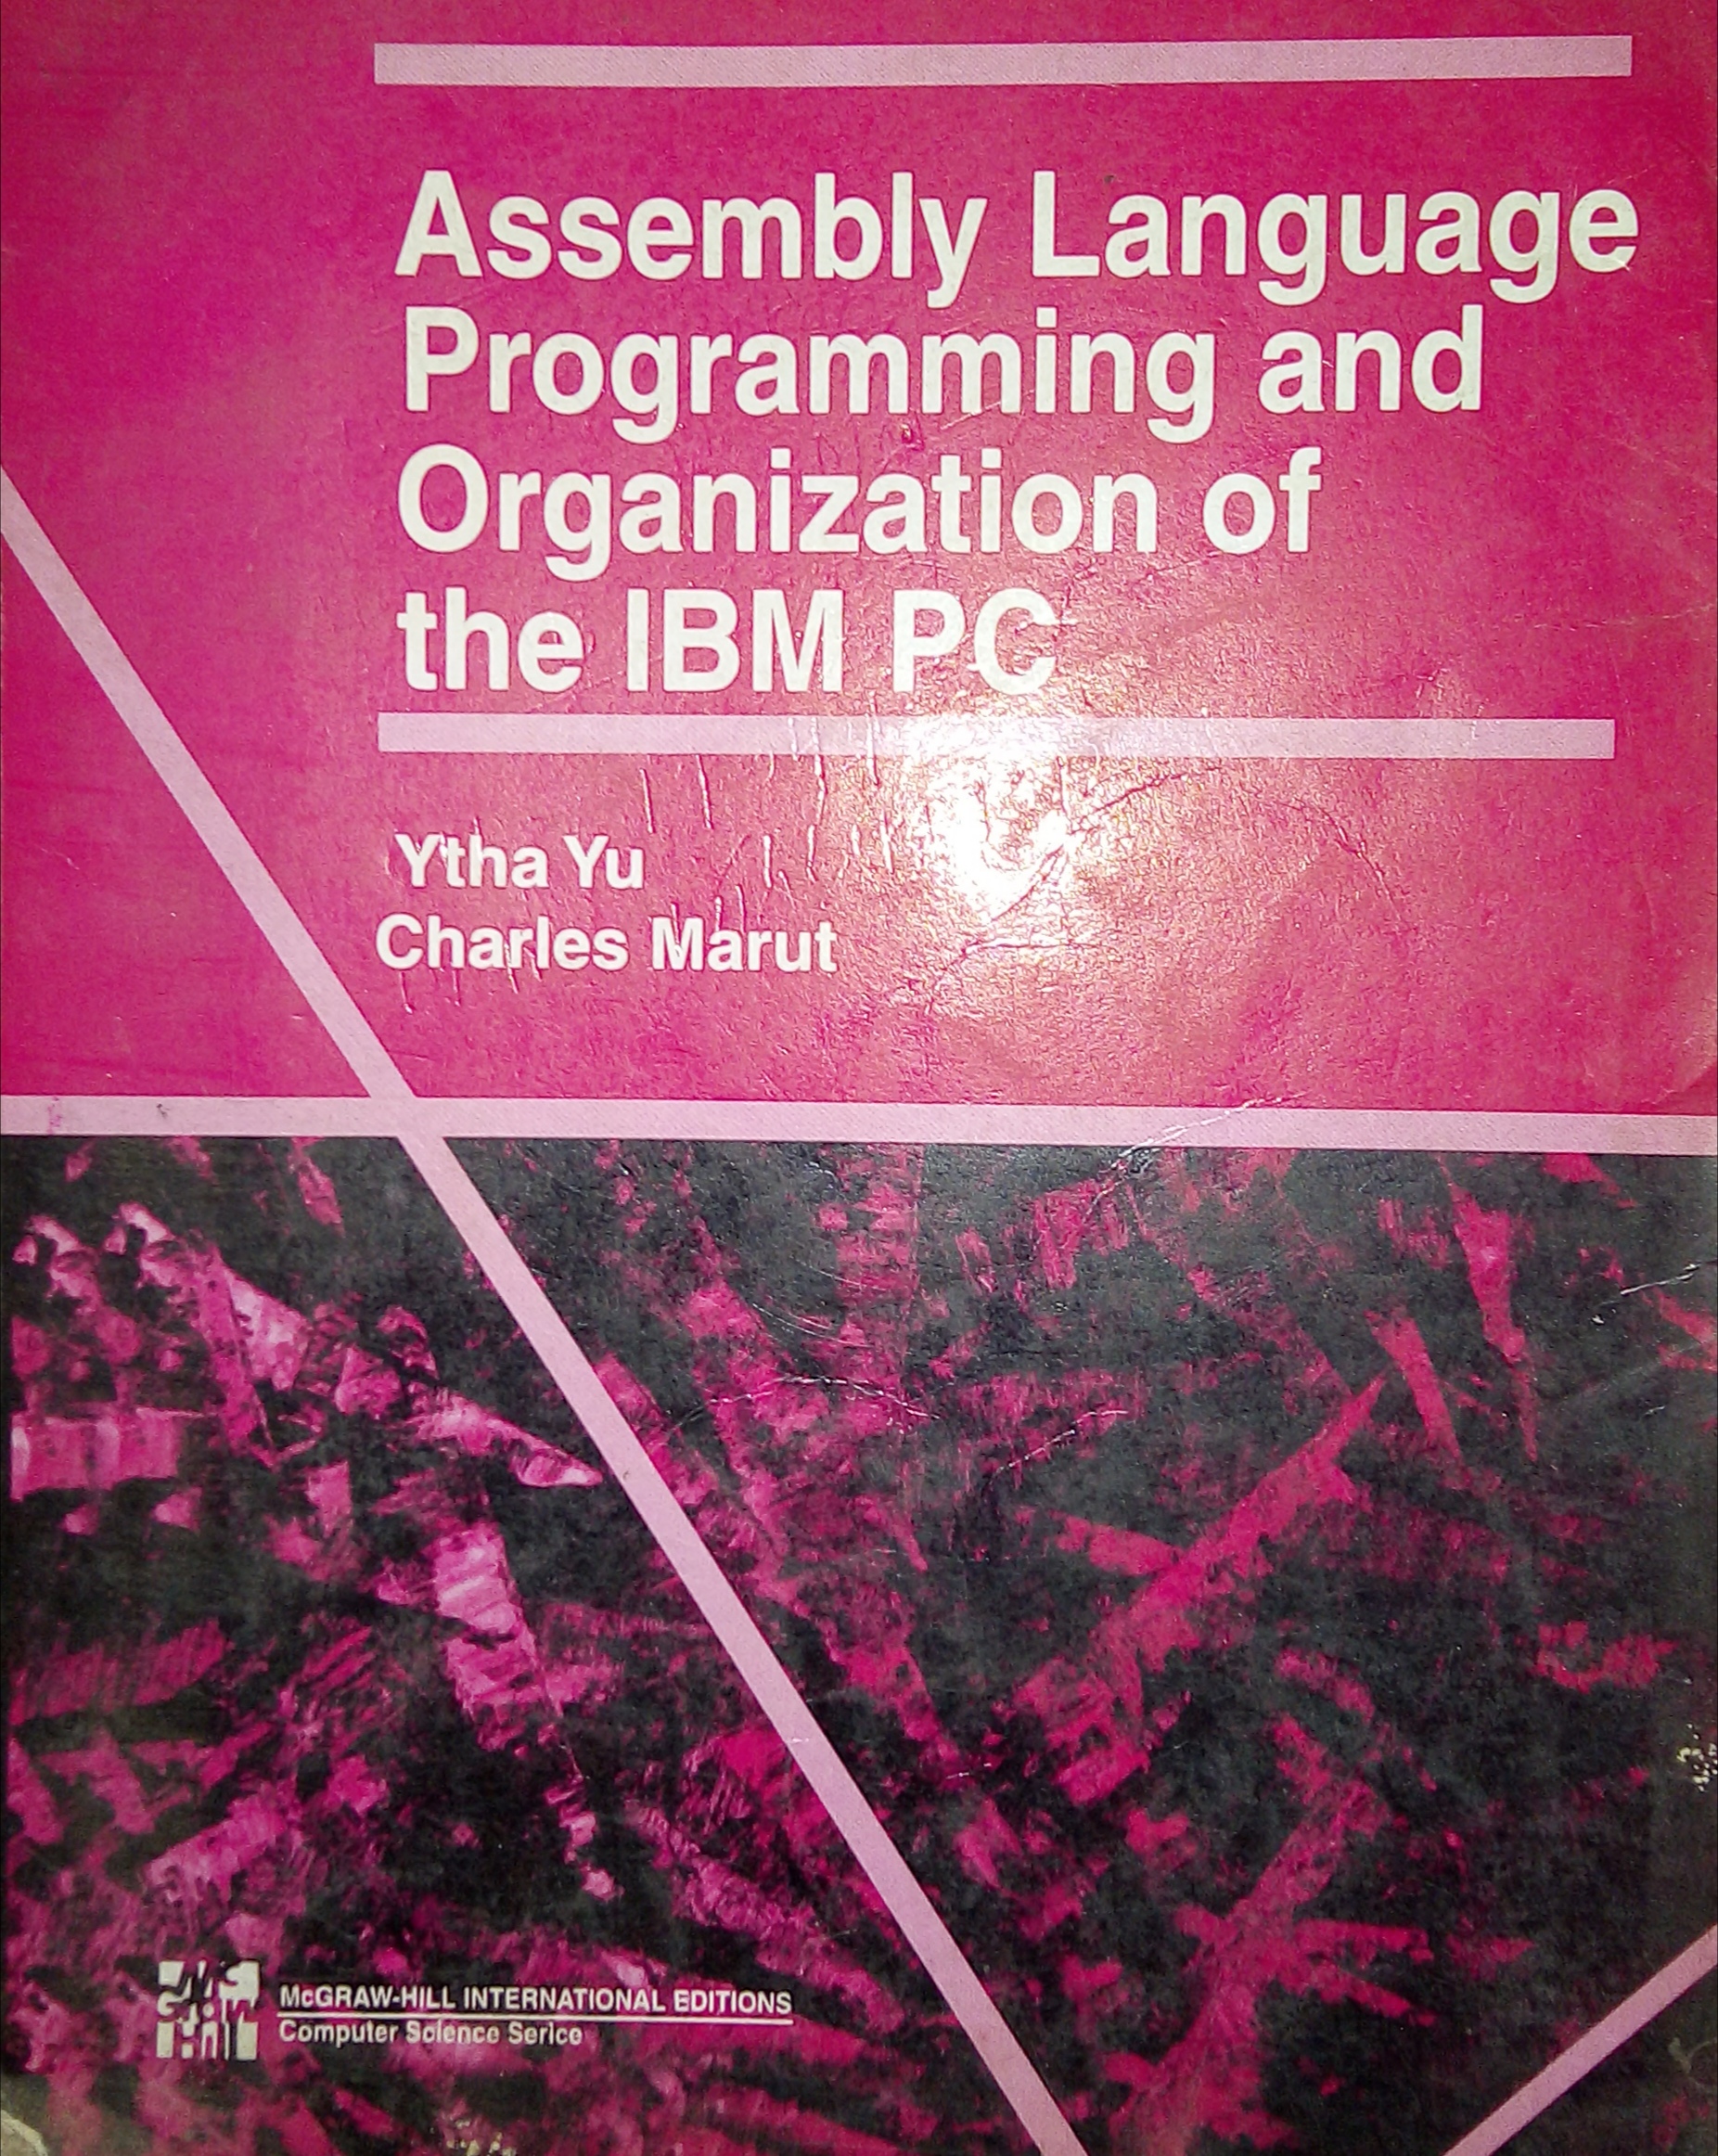 Assembly Language
Programming and
Organization of
the IBM PC
Ytha Yu
Charles Marut
McGRAW-HILL INTERNATIONAL EDITIONS
Computer Science Series